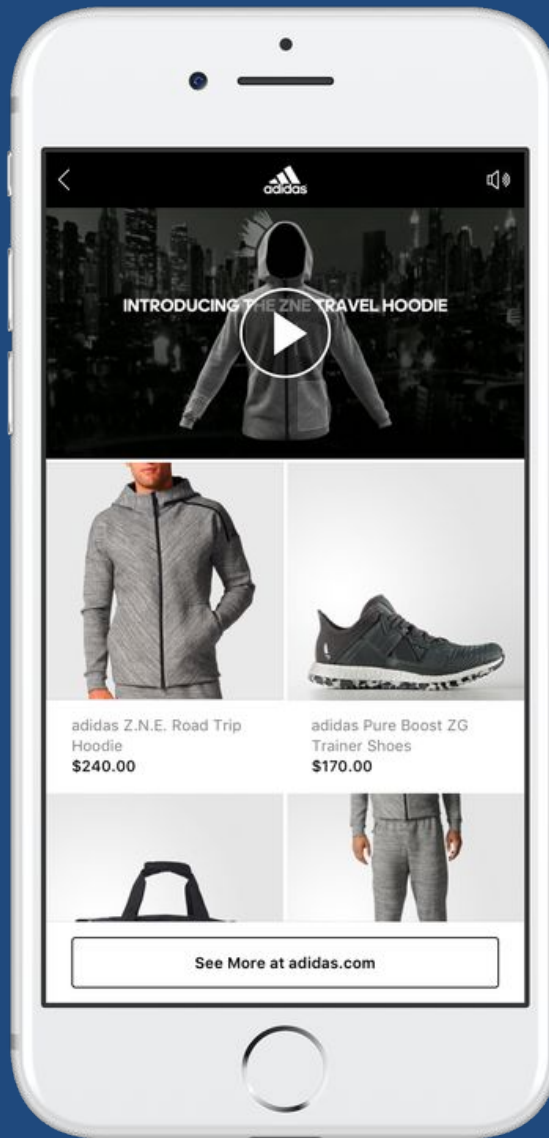 adidas
INTRODUCING THE ZNE TRAVEL HOODIE
adidas Z.N.E. Road Trip
Hoodie
$240.00
adidas Pure Boost ZG
Trainer Shoes
$170.00
See More at adidas.com